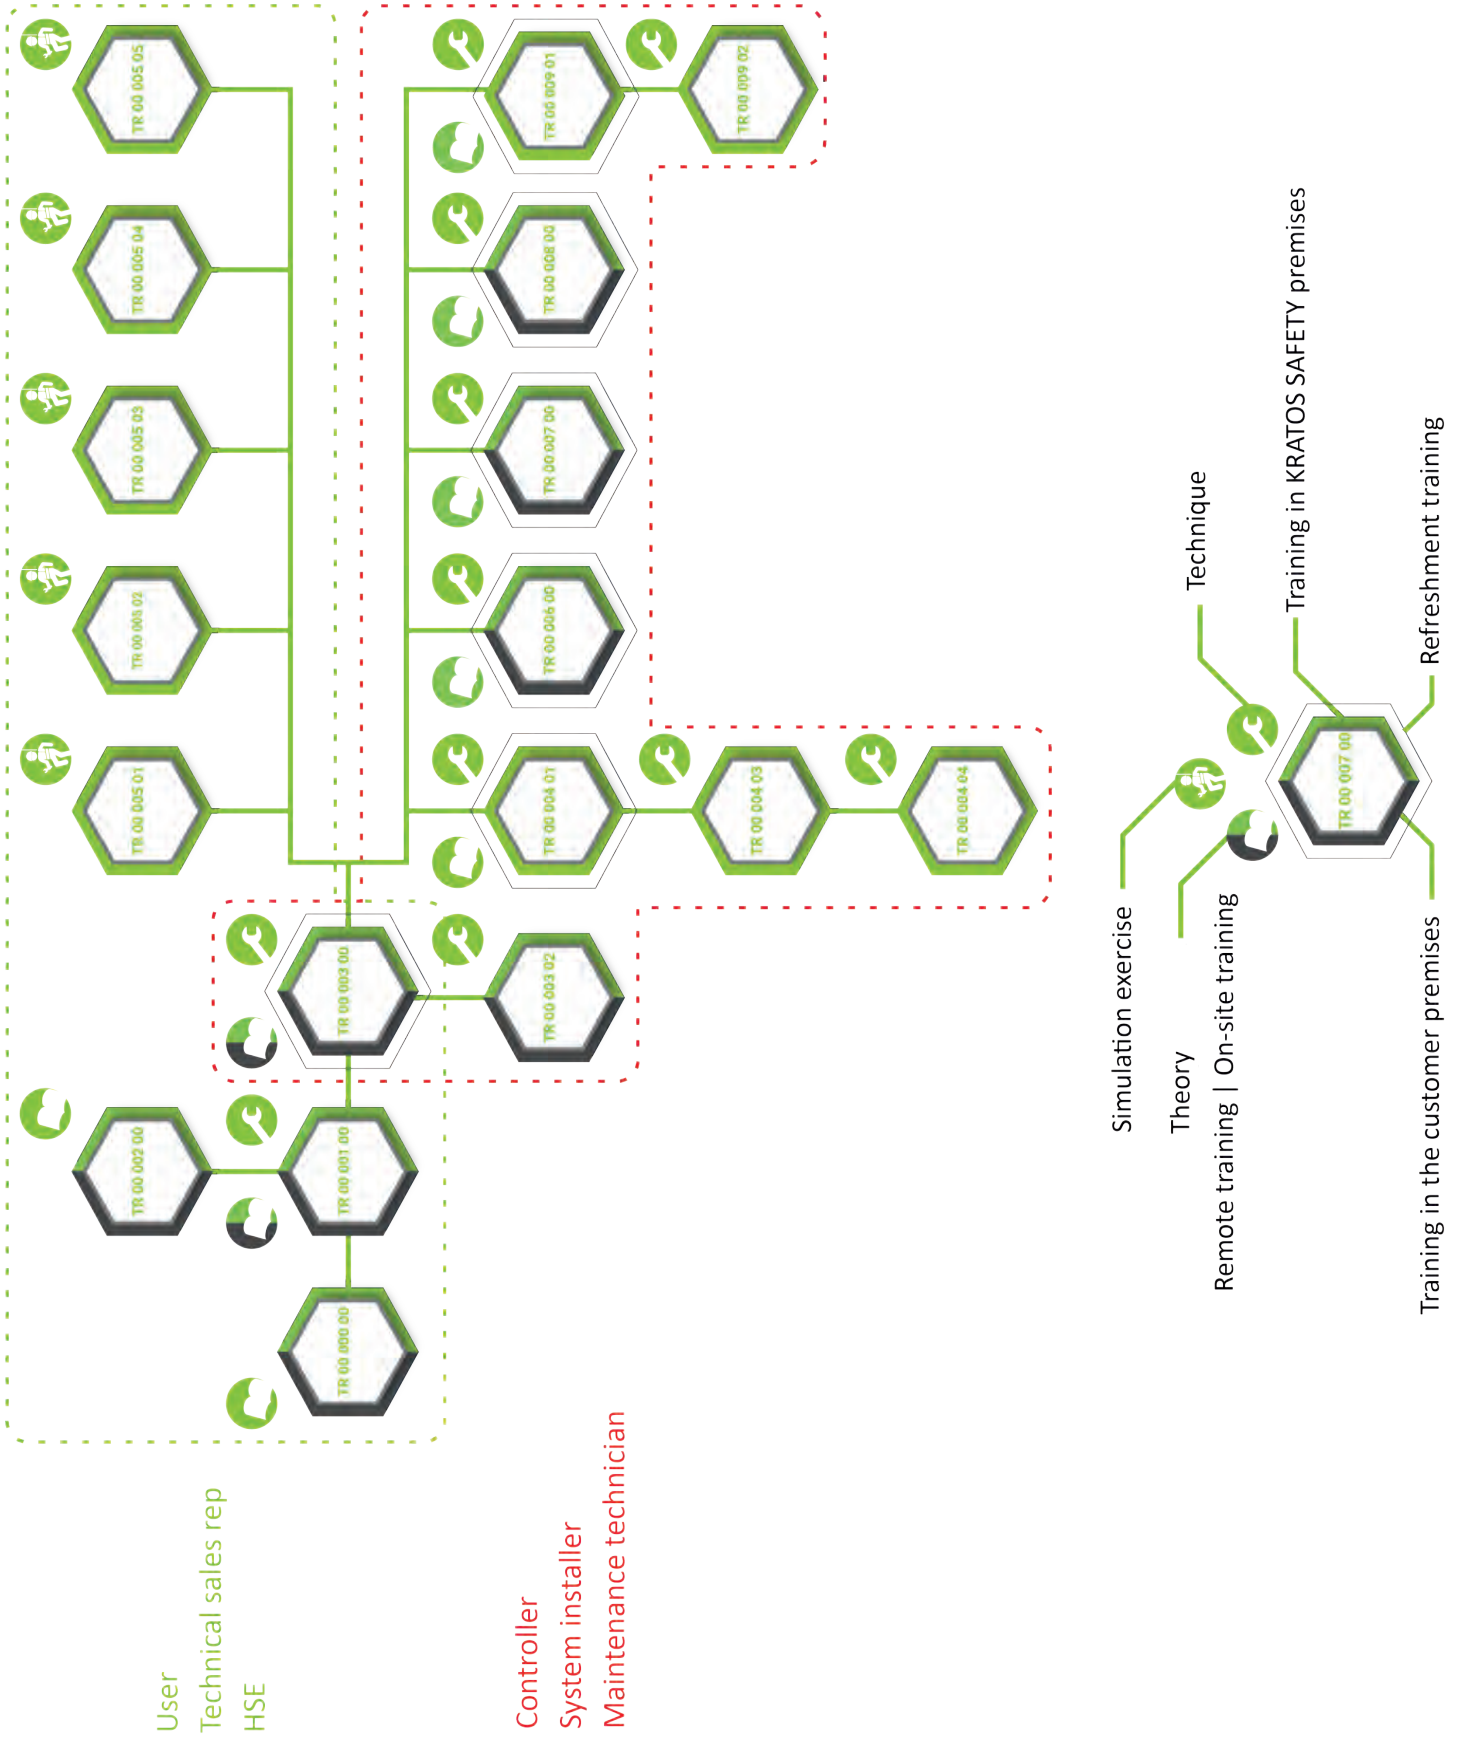 User
Technical sales rep
HSE
Controller
System installer
Maintenance technician
TR 00 000 00
TR 00 002 00
TR 00 001 00
TR 00 003 00
TR 00 003 02
TR 00 005 01
TR 00 005 02
TR 00 005 03
TR 00 005 04
TR 00 005 05
TR 00 004 01
TR 00 004 03
TR 00 004 04
TR 00 006 00
TR 00 007 00
TR 00 008 00
TR 00 009 01
TR 00 009 02
Simulation exercise
Theory
Remote training | On-site training
Technique
Training in KRATOS SAFETY premises
TR 00 007 00
Training in the customer premises
Refreshment training